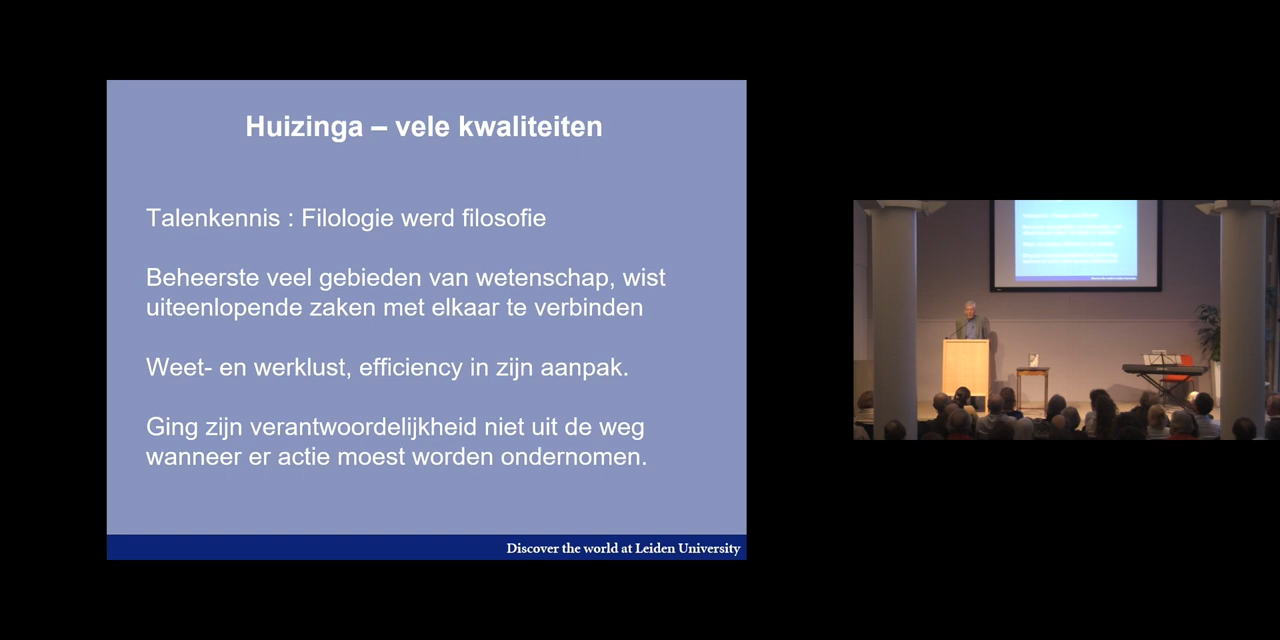 Huizinga – vele kwaliteiten
Talenkennis : Filologie werd filosofie
Beheerste veel gebieden van wetenschap, wist
uiteenlopende zaken met elkaar te verbinden
Weet- en werklust, efficiency in zijn aanpak.
Ging zijn verantwoordelijkheid niet uit de weg
wanneer er actie moest worden ondernomen.
Discover the world at Leiden University